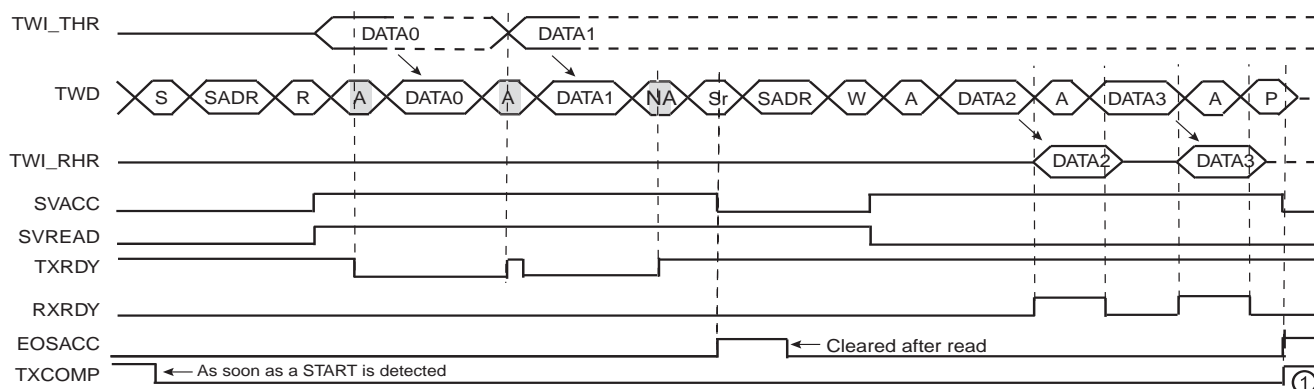 TWI_THR DATA0 DATA1
TWD S SADR R A DATA0 A DATA1 NA Sr SADR W A DATA2 A DATA3 A P
TWI_RHR DATA2 DATA3
SVACC
SVREAD
TXRDY
RXRDY
EOSACC Cleared after read
TXCOMP As soon as a START is detected 1